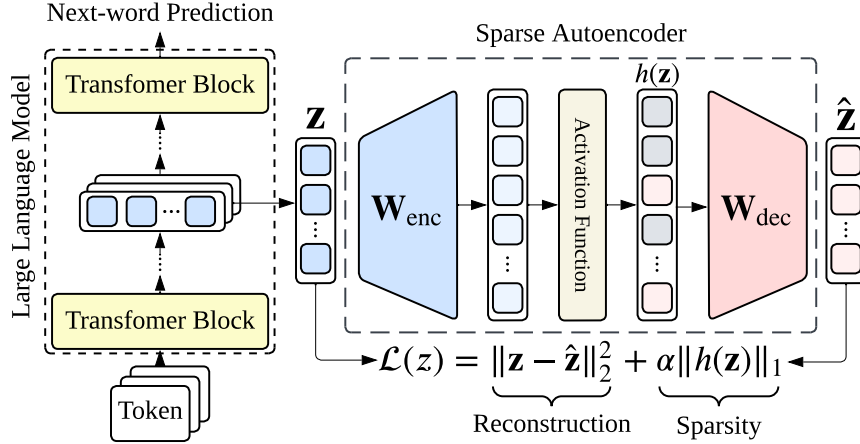 Next-word Prediction
Large Language Model
Transfomer Block
...
Transfomer Block
Token
Sparse Autoencoder
z
W_enc
Activation Function
h(z)
W_dec
ẑ
ℒ(z) = ‖z − ẑ‖₂² + α‖h(z)‖₁
Reconstruction
Sparsity